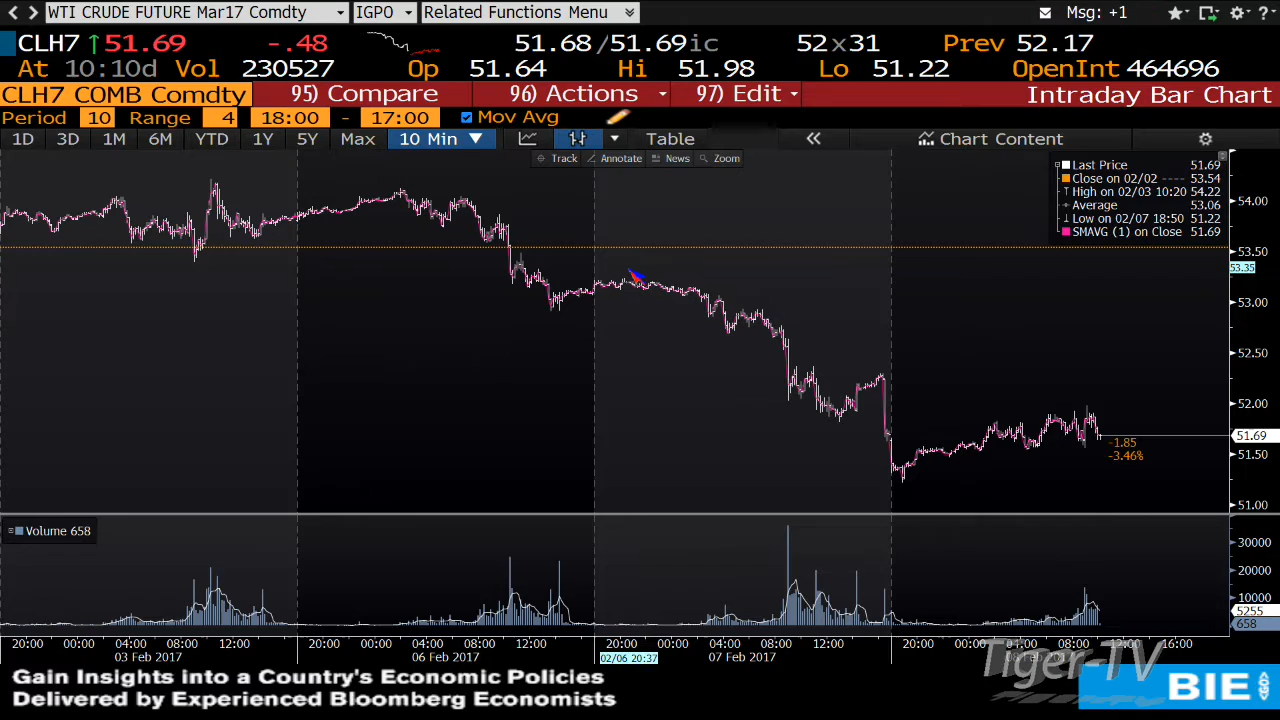 WTI CRUDE FUTURE Mar17 Comdty IGPO Related Functions Menu Msg: +1
CLH7 ↑51.69 -.48 51.68/51.69ic 52x31 Prev 52.17
At 10:10d Vol 230527 Op 51.64 Hi 51.98 Lo 51.22 OpenInt 464696
CLH7 COMB Comdty 95) Compare 96) Actions 97) Edit Intraday Bar Chart
Period 10 Range 4 18:00 - 17:00 Mov Avg
1D 3D 1M 6M YTD 1Y 5Y Max 10 Min Table « Chart Content
Track Annotate News Zoom
Last Price 51.69
Close on 02/02 ---- 53.54
High on 02/03 10:20 54.22
Average 53.06
Low on 02/07 18:50 51.22
SMAVG (1) on Close 51.69
54.00
53.50
53.35
53.00
52.50
52.00
51.69
51.50
51.00
-1.85
-3.46%
Volume 658
30000
20000
10000
5255
658
20:00 00:00 04:00 08:00 12:00 20:00 00:00 04:00 08:00 12:00 20:00 00:00 04:00 08:00 12:00 20:00 00:00 04:00 08:00 12:00 16:00
03 Feb 2017 06 Feb 2017 02/06 20:37 07 Feb 2017
Tiger-TV
Gain Insights into a Country's Economic Policies
Delivered by Experienced Bloomberg Economists
BIE